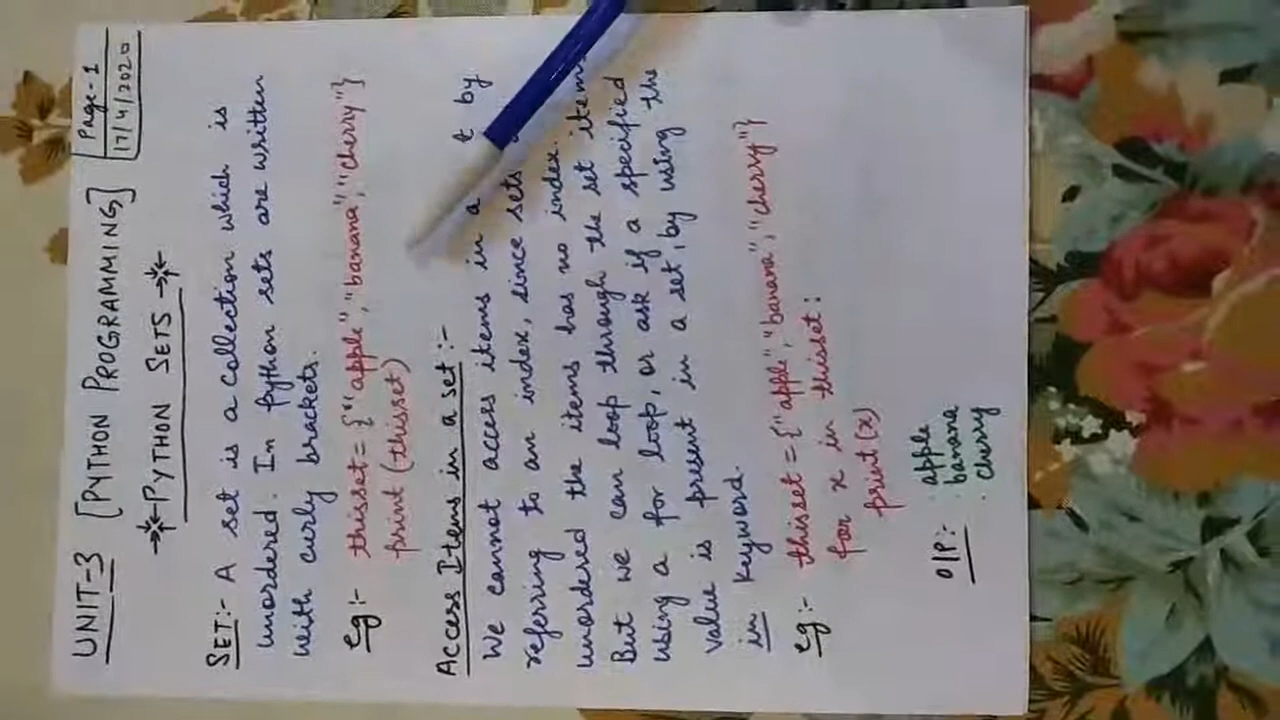 UNIT-3 [PYTHON PROGRAMMING]
Page-1
17/4/2020
PYTHON SETS
SET:- A set is a collection which is
unordered. In python sets are written
with curly brackets.
eg:- thisset = {"apple", "banana", "cherry"}
print (thisset)
Access Items in a set:-
We cannot access items in a t by
referring to an index, since sets
unordered the items has no index.
But we can loop through the set items
using a for loop, or ask if a specified
value is present in a set, by using the
in keyword.
eg:- thisset = {"apple", "banana", "cherry"}
for x in thisset:
print(x)
O/P:- apple
banana
cherry